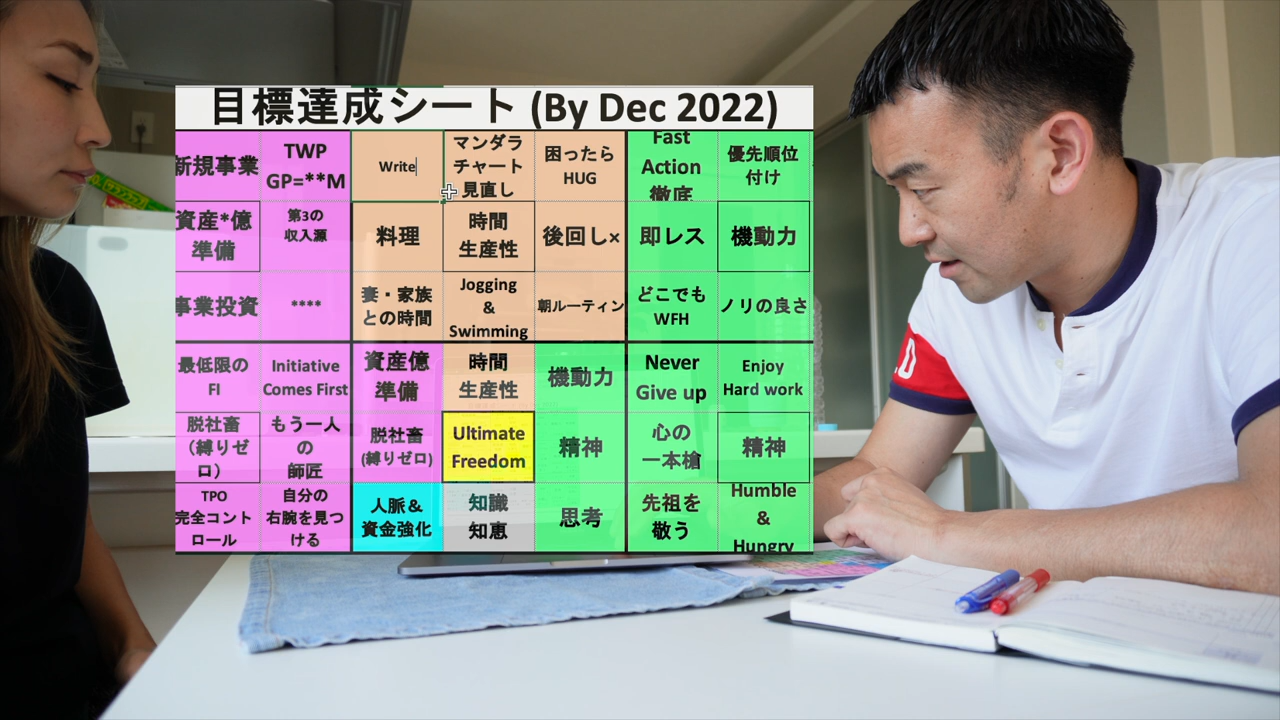 目標達成シート (By Dec 2022)
新規事業
TWP
GP=**M
Write
マンダラ
チャート
見直し
困ったら
HUG
Fast
Action
徹底
優先順位
付け
資産*億
準備
第3の
収入源
料理
時間
生産性
後回し×
即レス
機動力
事業投資
****
妻・家族
との時間
Jogging
&
Swimming
朝ルーティン
どこでも
WFH
ノリの良さ
最低限の
FI
Initiative
Comes First
資産億
準備
時間
生産性
機動力
Never
Give up
Enjoy
Hard work
脱社畜
（縛りゼ
ロ）
もう一人
の
師匠
脱社畜
(縛りゼロ)
Ultimate
Freedom
精神
心の
一本槍
精神
TPO
完全コント
ロール
自分の
右腕を見つ
ける
人脈＆
資金強化
知識
知恵
思考
先祖を
敬う
Humble
&
Hungry